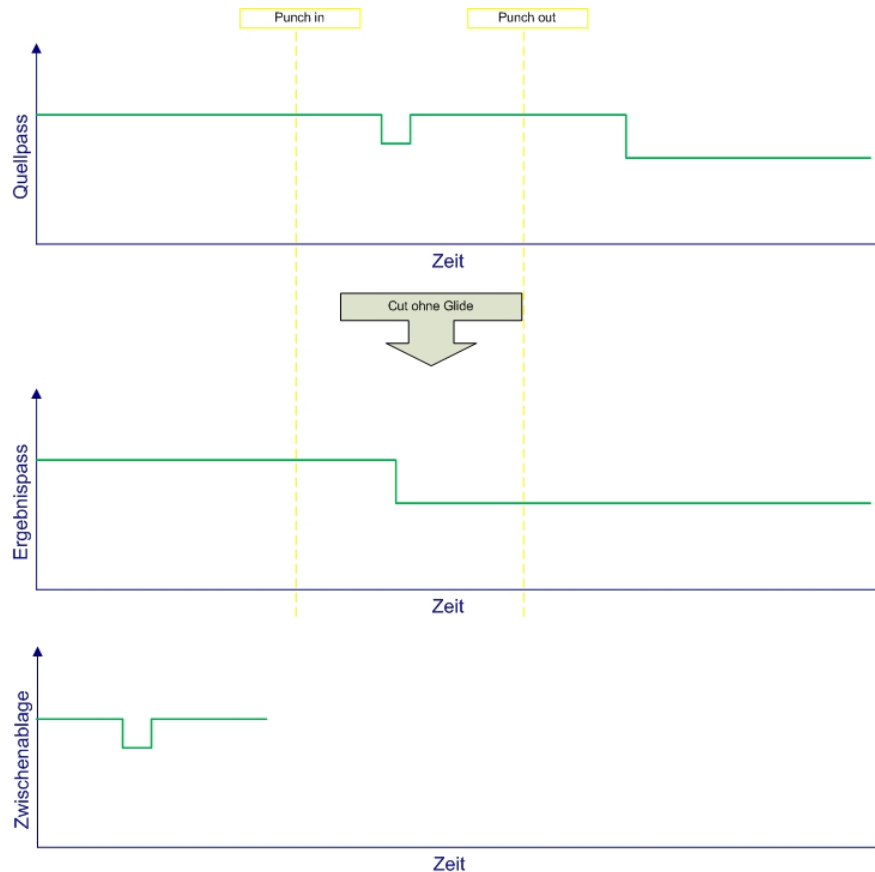 Punch in
Punch out
Quellpass
Zeit
Cut ohne Glide
Ergebnispass
Zeit
Zwischenablage
Zeit